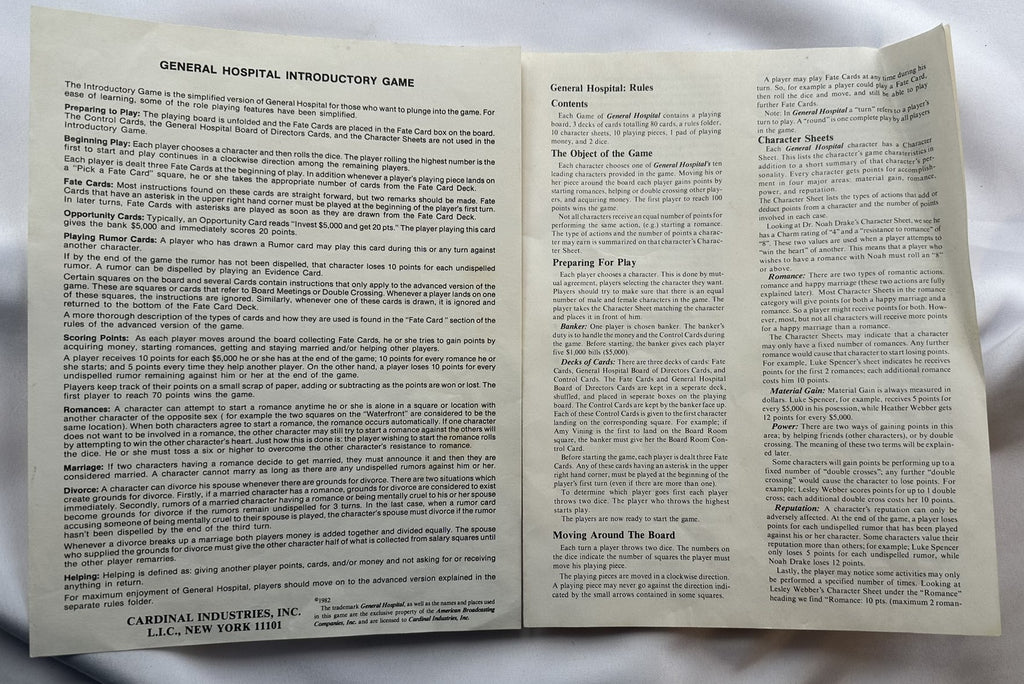 GENERAL HOSPITAL INTRODUCTORY GAME
The Introductory Game is the simplified version of General Hospital for those who want to plunge into the game. For
ease of learning, some of the role playing features have been simplified.
Preparing to Play: The playing board is unfolded and the Fate Cards are placed in the Fate Card box on the board.
The Control Cards, the General Hospital Board of Directors Cards, and the Character Sheets are not used in the
Introductory Game.
Beginning Play: Each player chooses a character and then rolls the dice. The player rolling the highest number is the
first to start and play continues in a clockwise direction among the remaining players.
Each player is dealt three Fate Cards at the beginning of play. In addition whenever a player's playing piece lands on
a "Pick a Fate Card" square, he or she takes the appropriate number of cards from the Fate Card Deck.
Fate Cards: Most instructions found on these cards are straight forward, but two remarks should be made. Fate
Cards that have an asterisk in the upper right hand corner must be played at the beginning of the player's first turn.
In later turns, Fate Cards with asterisks are played as soon as they are drawn from the Fate Card Deck.
Opportunity Cards: Typically, an Opportunity Card reads "Invest $5,000 and get 20 pts." The player playing this card
gives the bank $5,000 and immediately scores 20 points.
Playing Rumor Cards: A player who has drawn a Rumor card may play this card during this or any turn against
another character.
If by the end of the game the rumor has not been dispelled, that character loses 10 points for each undispelled
rumor. A rumor can be dispelled by playing an Evidence Card.
Certain squares on the board and several Cards contain instructions that only apply to the advanced version of the
game. These are squares or cards that refer to Board Meetings or Double Crossing. Whenever a player lands on one
of these squares, the instructions are ignored. Similarly, whenever one of these cards is drawn, it is ignored and
returned to the bottom of the Fate Card Deck.
A more thorough description of the types of cards and how they are used is found in the "Fate Card" section of the
rules of the advanced version of the game.
Scoring Points: As each player moves around the board collecting Fate Cards, he or she tries to gain points by
acquiring money, starting romances, getting and staying married and/or helping other players.
A player receives 10 points for each $5,000 he or she has at the end of the game; 10 points for every romance he or
she starts; and 5 points every time they help another player. On the other hand, a player loses 10 points for every
undispelled rumor remaining against him or her at the end of the game.
Players keep track of their points on a small scrap of paper, adding or subtracting as the points are won or lost. The
first player to reach 70 points wins the game.
Romances: A character can attempt to start a romance anytime he or she is alone in a square or location with
another character of the opposite sex ( for example the two squares on the "Waterfront" are considered to be the
same location). When both characters agree to start a romance, the romance occurs automatically. If one character
does not want to be involved in a romance, the other character may still try to start a romance against the others will
by attempting to win the other character's heart. Just how this is done is: the player wishing to start the romance rolls
the dice. He or she must toss a six or higher to overcome the other character's resistance to romance.
Marriage: If two characters having a romance decide to get married, they must announce it and then they are
considered married. A character cannot marry as long as there are any undispelled rumors against him or her.
Divorce: A character can divorce his spouse whenever there are grounds for divorce. There are two situations which
create grounds for divorce. Firstly, if a married character has a romance, grounds for divorce are considered to exist
immediately. Secondly, rumors of a married character having a romance or being mentally cruel to his or her spouse
become grounds for divorce if the rumors remain undispelled for 3 turns. In the last case, when a rumor card
accusing someone of being mentally cruel to their spouse is played, the character's spouse must divorce if the rumor
hasn't been dispelled by the end of the third turn.
Whenever a divorce breaks up a marriage both players money is added together and divided equally. The spouse
who supplied the grounds for divorce must give the other character half of what is collected from salary squares until
the other player remarries.
Helping: Helping is defined as: giving another player points, cards, and/or money and not asking for or receiving
anything in return.
For maximum enjoyment of General Hospital, players should move on to the advanced version explained in the
separate rules folder.
CARDINAL INDUSTRIES, INC.
L.I.C., NEW YORK 11101
©1982
The trademark General Hospital, as well as the names and places used
in this game are the exclusive property of the American Broadcasting
Companies, Inc. and are licensed to Cardinal Industries, Inc.
General Hospital: Rules
Contents
Each Game of General Hospital contains a playing
board, 3 decks of cards totalling 80 cards, a rules folder,
10 character sheets, 10 playing pieces, 1 pad of playing
money, and 2 dice.
The Object of the Game
Each character chooses one of General Hospital's ten
leading characters provided in the game. Moving his or
her piece around the board each player gains points by
starting romances, helping or double crossing other play-
ers, and acquiring money. The first player to reach 100
points wins the game.
Not all characters receive an equal number of points for
performing the same action, (e.g.) starting a romance.
The type of actions and the number of points a charac-
ter may earn is summarized on that character's Charac-
ter Sheet.
Preparing For Play
Each player chooses a character. This is done by mut-
ual agreement, players selecting the character they want.
Players should try to make sure that there is an equal
number of male and female characters in the game. The
player takes the Character Sheet matching the character
and places it in front of him.
Banker: One player is chosen banker. The banker's
duty is to handle the money and the Control Cards during
the game. Before starting, the banker gives each player
five $1,000 bills ($5,000).
Decks of Cards: There are three decks of cards: Fate
Cards, General Hospital Board of Directors Cards, and
Control Cards. The Fate Cards and General Hospital
Board of Directors Cards are kept in a seperate deck,
shuffled, and placed in seperate boxes on the playing
board. The Control Cards are kept by the banker face up.
Each of these Control Cards is given to the first character
landing on the corresponding square. For example; if
Amy Vining is the first to land on the Board Room
square, the banker must give her the Board Room Con-
trol Card.
Before starting the game, each player is dealt three Fate
Cards. Any of these cards having an asterisk in the upper
right hand corner, must be played at the beginning of the
player's first turn (even if there are more than one).
To determine which player goes first each player
throws two dice. The player who throws the highest
starts play.
The players are now ready to start the game.
Moving Around The Board
Each turn a player throws two dice. The numbers on
the dice indicate the number of squares the player must
move his playing piece.
The playing pieces are moved in a clockwise direction.
A playing piece may never go against the direction indi-
cated by the small arrows contained in some squares.
A player may play Fate Cards at any time during his
turn. So, for example a player could play a Fate Card,
then roll the dice and move, and still be able to play
further Fate Cards.
Note: In General Hospital a "turn" refers to a player's
turn to play. A "round" is one complete play by all players
in the game.
Character Sheets
Each General Hospital character has a Character
Sheet. This lists the character's game characteristics in
addition to a short summary of that character's per-
sonality. Every character gets points for accomplish-
ment in four major areas: material gain, romance,
power, and reputation.
The Character Sheet lists the types of actions that add or
deduct points from a character and the number of points
involved in each case.
Looking at Dr. Noah Drake's Character Sheet, we see he
has a Charm rating of "4" and a "resistance to romance" of
"8". These two values are used when a player attempts to
"win the heart" of another. This means that a player who
wishes to have a romance with Noah must roll an "8"
or above.
Romance: There are two types of romantic actions,
romance and happy marriage (these two actions are fully
explained later). Most Character Sheets in the Romance
category will give points for both a happy marriage and a
romance. So a player might receive points for both. How-
ever, most, but not all characters will receive more points
for a happy marriage than a romance.
The Character Sheets may indicate that a character
may only have a fixed number of romances. Any further
romance would cause that character to start losing points.
For example, Luke Spencer's sheet indicates he receives
points for the first 2 romances; each additional romance
costs him 10 points.
Material Gain: Material Gain is always measured in
dollars. Luke Spencer, for example, receives 5 points for
every $5,000 in his posession, while Heather Webber gets
12 points for every $5,000.
Power: There are two ways of gaining points in this
area; by helping friends (other characters), or by double
crossing. The meaning of these two terms will be explain-
ed later.
Some characters will gain points be performing up to a
fixed number of "double crosses"; any further "double
crossing" would cause the character to lose points. For
example; Lesley Webber scores points for up to 1 double
cross; each additional double cross costs her 10 points.
Reputation: A character's reputation can only be
adversely affected. At the end of the game, a player loses
points for each undispelled rumor that has been played
against his or her character. Some characters value their
reputation more than others; for example; Luke Spencer
only loses 5 points for each undispelled rumor, while
Noah Drake loses 12 points.
Lastly, the player may notice some activities may only
be performed a specified number of times. Looking at
Lesley Webber's Character Sheet under the "Romance"
heading we find "Romance: 10 pts. (maximum 2 roman-